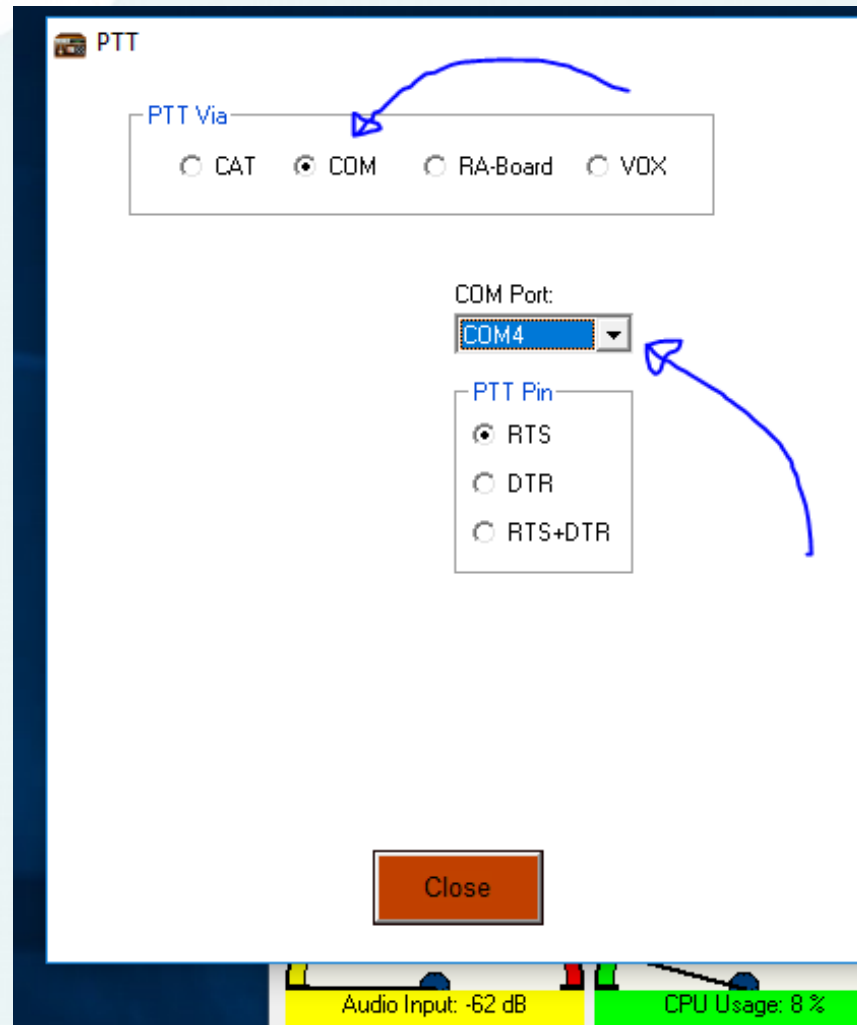 PTT
PTT Via
CAT COM RA-Board VOX
COM Port:
COM4
PTT Pin
RTS
DTR
RTS+DTR
Close
Audio Input: -62 dB CPU Usage: 8 %